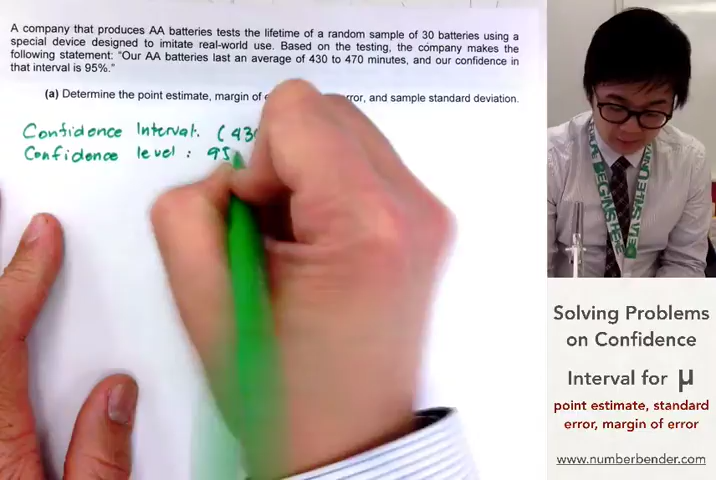 A company that produces AA batteries tests the lifetime of a random sample of 30 batteries using a
special device designed to imitate real-world use. Based on the testing, the company makes the
following statement: “Our AA batteries last an average of 430 to 470 minutes, and our confidence in
that interval is 95%.”
(a) Determine the point estimate, margin of error, and sample standard deviation.
Confidence Interval: (430
Confidence level : 95
Solving Problems
on Confidence
Interval for μ
point estimate, standard
error, margin of error
www.numberbender.com